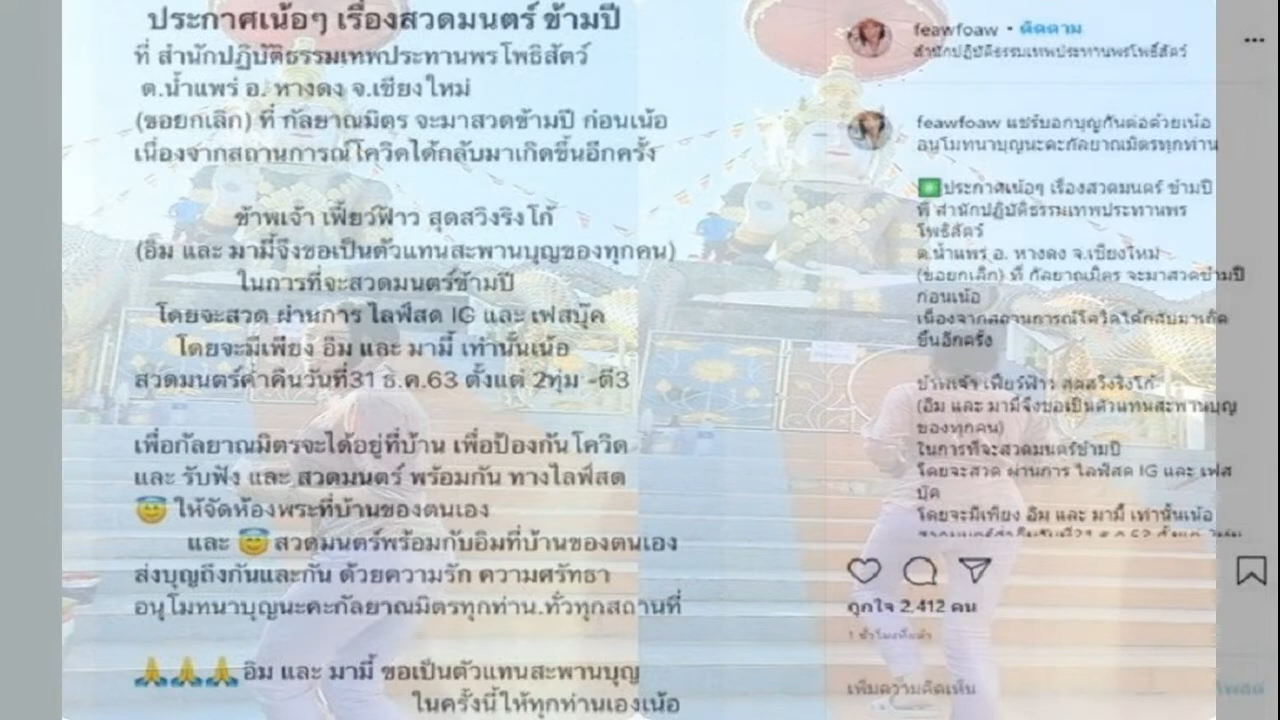 ประกาศเน้อๆ เรื่องสวดมนตร์ ข้ามปี
ที่ สำนักปฏิบัติธรรมเทพประทานพรโพธิสัตว์
ต.น้ำแพร่ อ. หางดง จ.เชียงใหม่
(ขอยกเลิก) ที่ กัลยาณมิตร จะมาสวดข้ามปี ก่อนเน้อ
เนื่องจากสถานการณ์โควิดได้กลับมาเกิดขึ้นอีกครั้ง
ข้าพเจ้า เฟี้ยวฟ้าว สุดสวิงริงโก้
(อิม และ มามี้จึงขอเป็นตัวแทนสะพานบุญของทุกคน)
ในการที่จะสวดมนตร์ข้ามปี
โดยจะสวด ผ่านการ ไลฟ์สด IG และ เฟสบุ๊ค
โดยจะมีเพียง อิม และ มามี้ เท่านั้นเน้อ
สวดมนตร์ค่ำคืนวันที่31 ธ.ค.63 ตั้งแต่ 2ทุ่ม -ตี3
เพื่อกัลยาณมิตรจะได้อยู่ที่บ้าน เพื่อป้องกัน โควิด
และ รับฟัง และ สวดมนตร์ พร้อมกัน ทางไลฟ์สด
😇 ให้จัดห้องพระที่บ้านของตนเอง
และ 😇 สวดมนตร์พร้อมกับอิมที่บ้านของตนเอง
ส่งบุญถึงกันและกัน ด้วยความรัก ความศรัทธา
อนุโมทนาบุญนะคะกัลยาณมิตรทุกท่าน.ทั่วทุกสถานที่
🙏🙏🙏อิม และ มามี้ ขอเป็นตัวแทนสะพานบุญ
ในครั้งนี้ให้ทุกท่านเองเน้อ
feawfoaw • ติดตาม
สำนักปฏิบัติธรรมเทพประทานพรโพธิ์สัตว์
feawfoaw แชร์บอกบุญกันต่อด้วยเน้อ
อนุโมทนาบุญนะคะกัลยาณมิตรทุกท่าน
✳️ประกาศเน้อๆ เรื่องสวดมนตร์ ข้ามปี
ที่ สำนักปฏิบัติธรรมเทพประทานพร
โพธิสัตว์
ต.น้ำแพร่ อ. หางดง จ.เชียงใหม่
(ขอยกเลิก) ที่ กัลยาณมิตร จะมาสวดข้ามปี
ก่อนเน้อ
เนื่องจากสถานการณ์โควิดได้กลับมาเกิด
ขึ้นอีกครั้ง
ข้าพเจ้า เฟี้ยวฟ้าว สุดสวิงริงโก้
(อิม และ มามี้จึงขอเป็นตัวแทนสะพานบุญ
ของทุกคน)
ในการที่จะสวดมนตร์ข้ามปี
โดยจะสวด ผ่านการ ไลฟ์สด IG และ เฟส
บุ๊ค
โดยจะมีเพียง อิม และ มามี้ เท่านั้นเน้อ
ถูกใจ 2,412 คน
1 ชั่วโมงที่แล้ว
เพิ่มความคิดเห็น
โพสต์